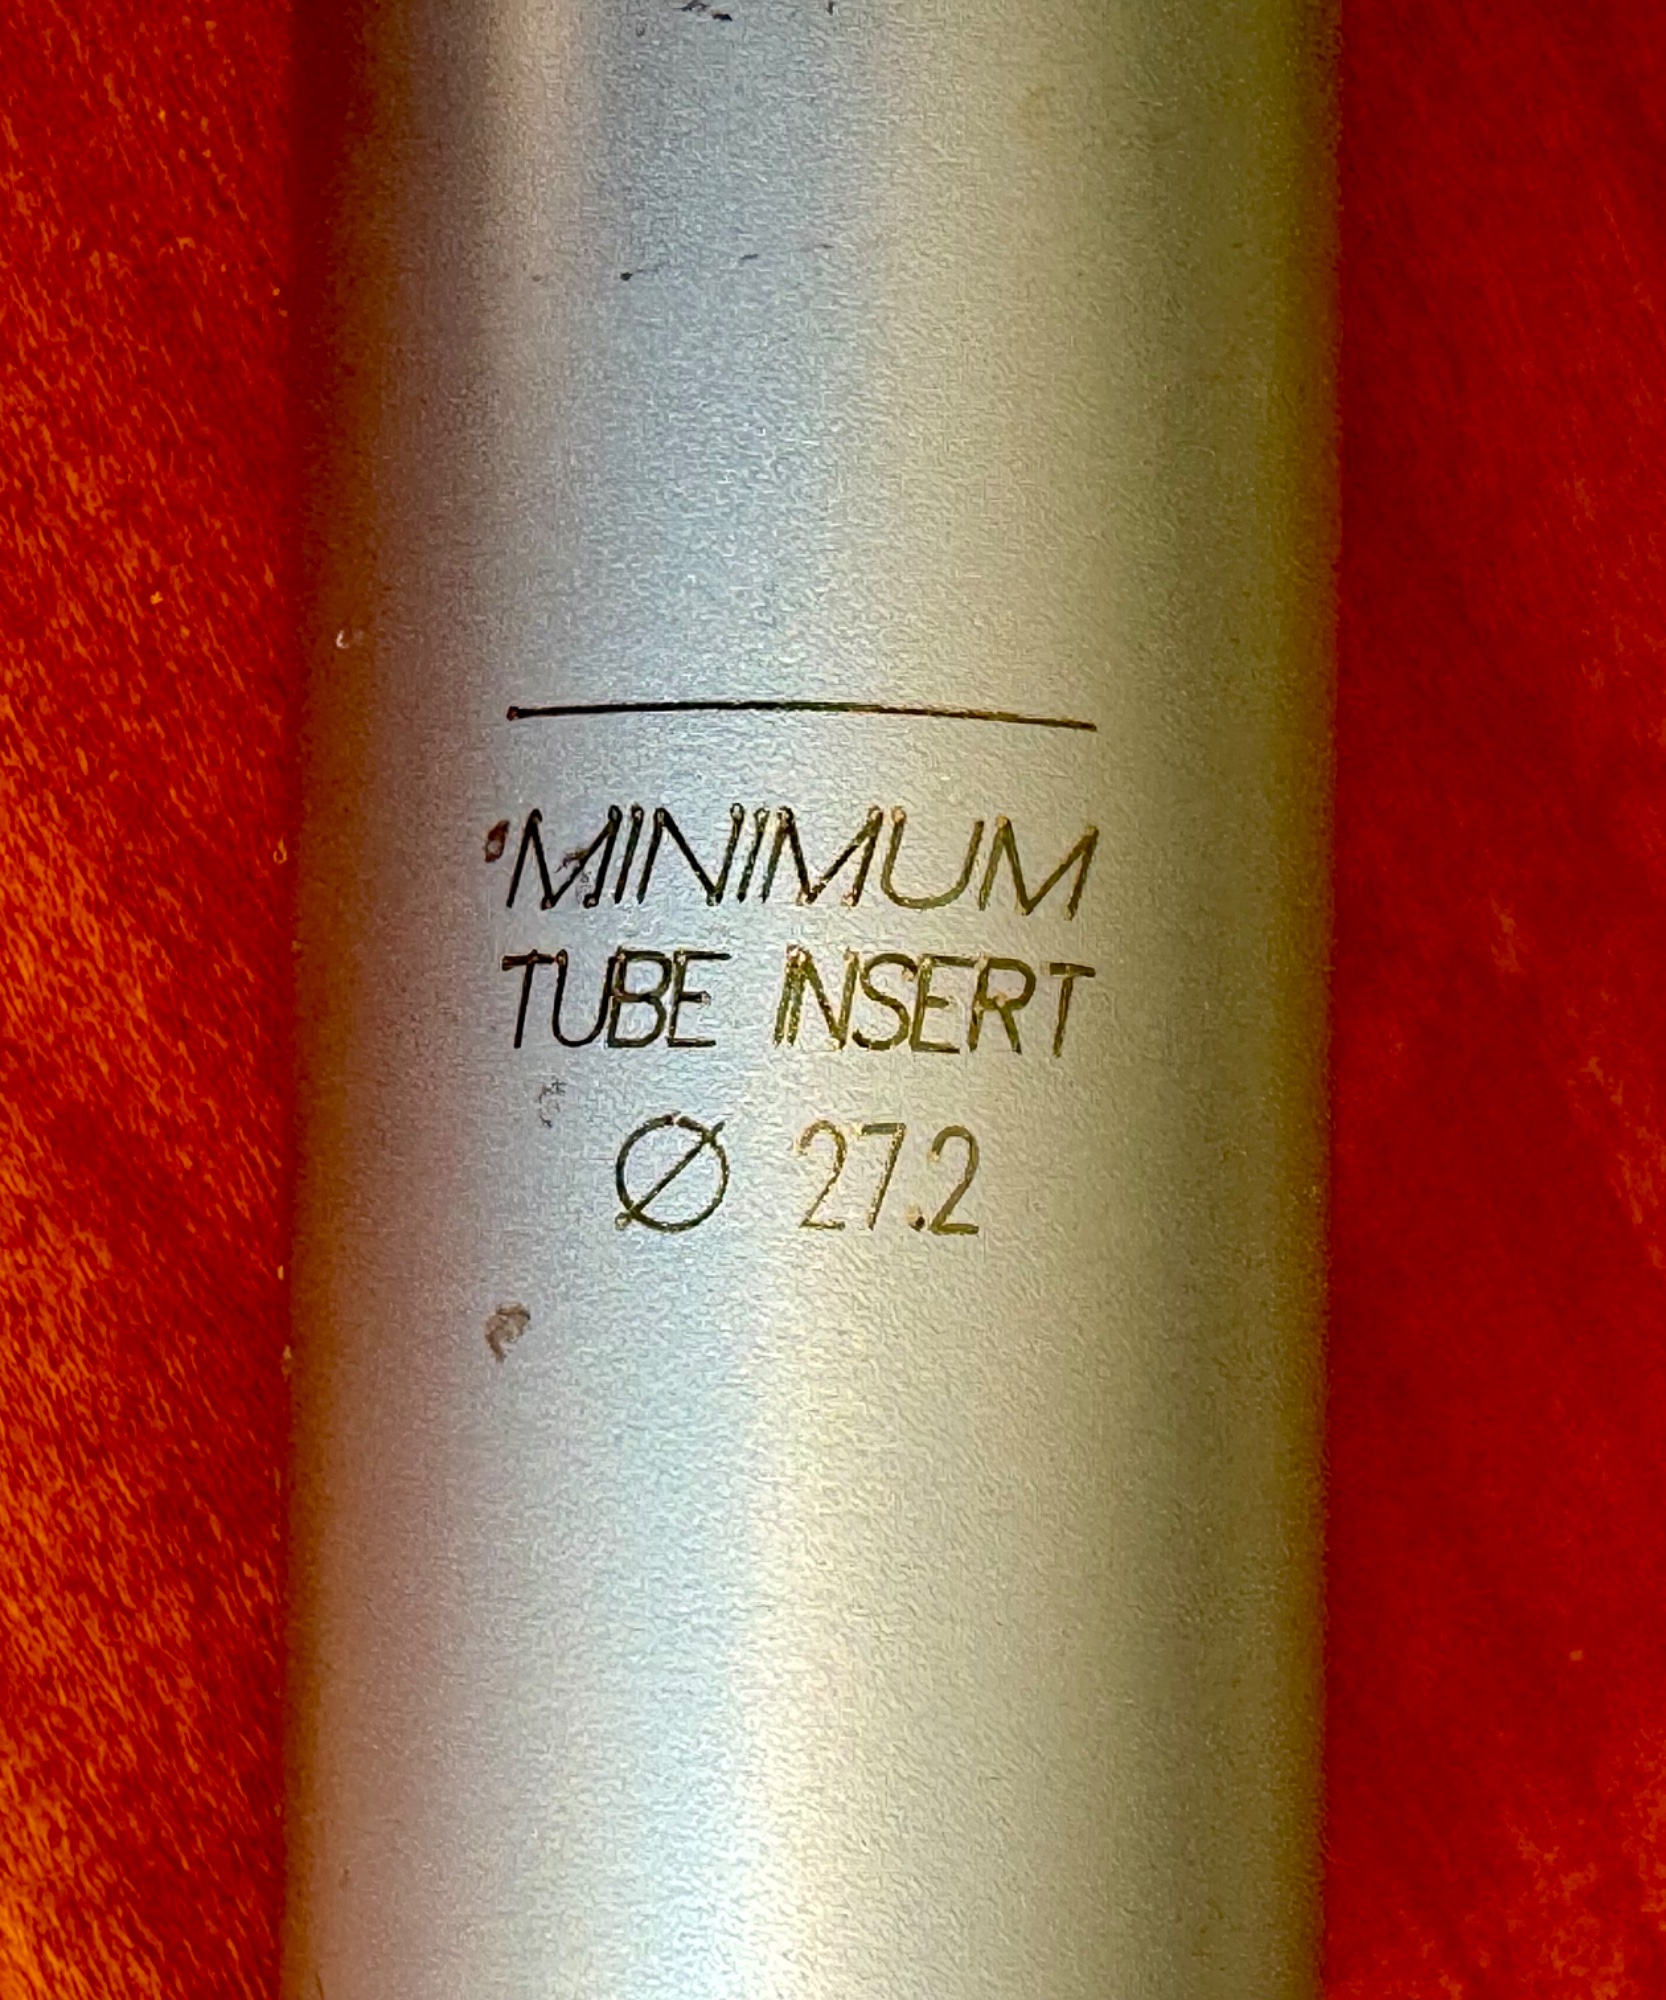 MINIMUM
TUBE INSERT
Ø 27.2